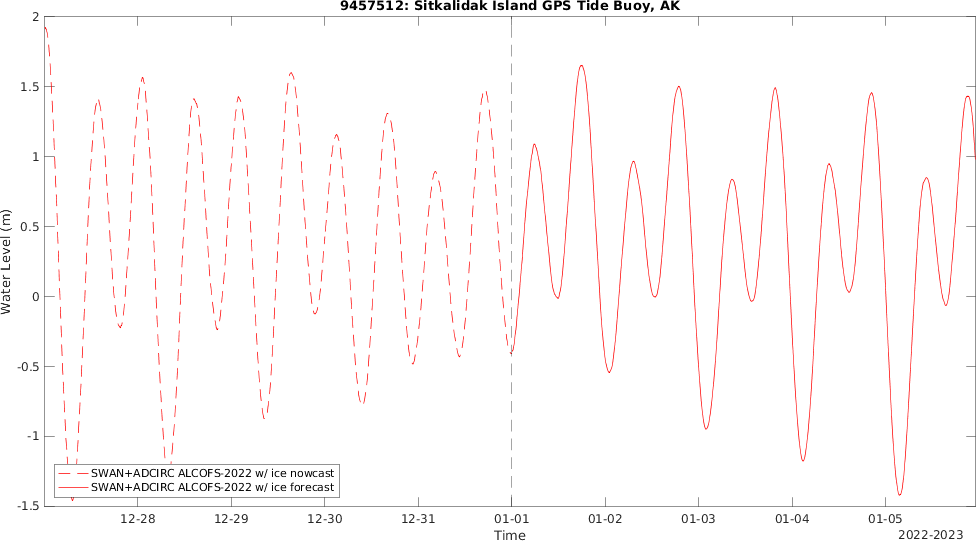 9457512: Sitkalidak Island GPS Tide Buoy, AK
2
1.5
1
0.5
0
-0.5
-1
-1.5
Water Level (m)
SWAN+ADCIRC ALCOFS-2022 w/ ice nowcast
SWAN+ADCIRC ALCOFS-2022 w/ ice forecast
12-28 12-29 12-30 12-31 01-01 01-02 01-03 01-04 01-05
Time
2022-2023